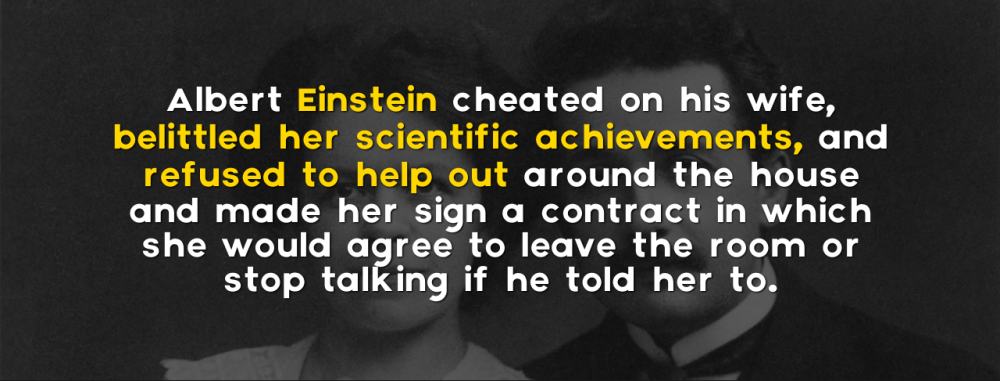 Albert Einstein cheated on his wife,
belittled her scientific achievements, and
refused to help out around the house
and made her sign a contract in which
she would agree to leave the room or
stop talking if he told her to.